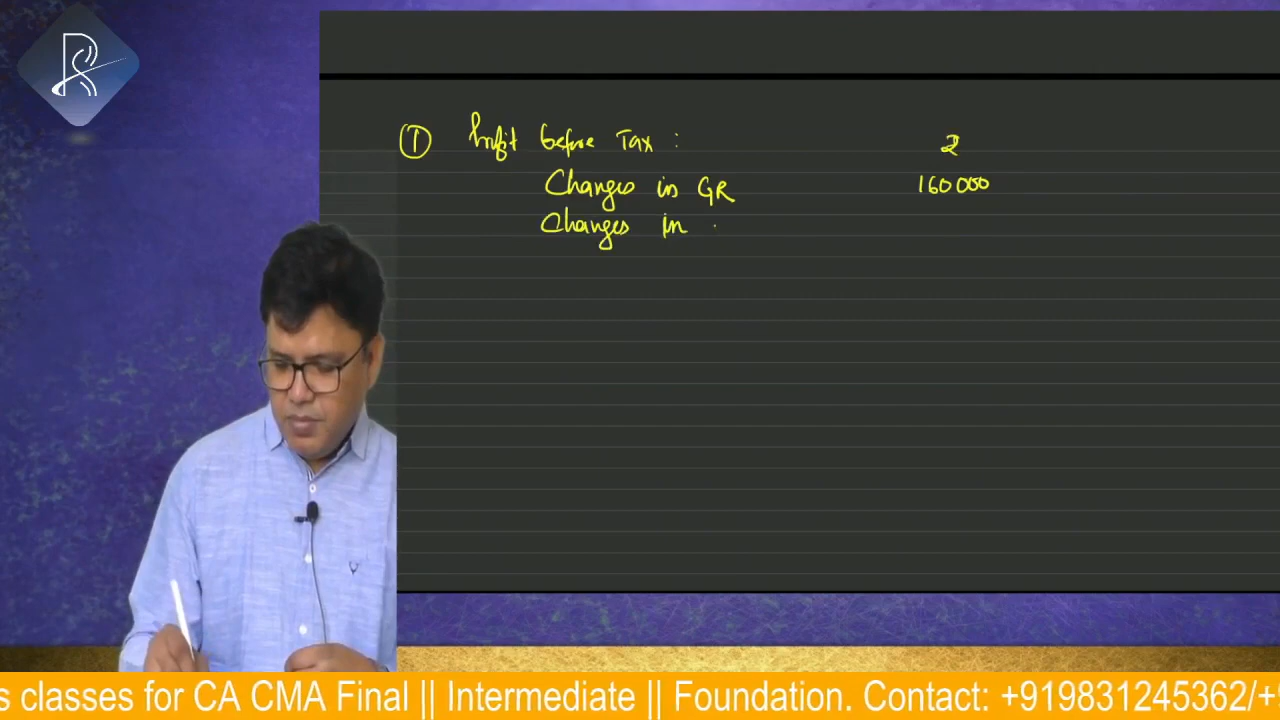 RS
① Profit before Tax : ₹
Changes in GR 160000
Changes in
s classes for CA CMA Final || Intermediate || Foundation. Contact: +919831245362/+